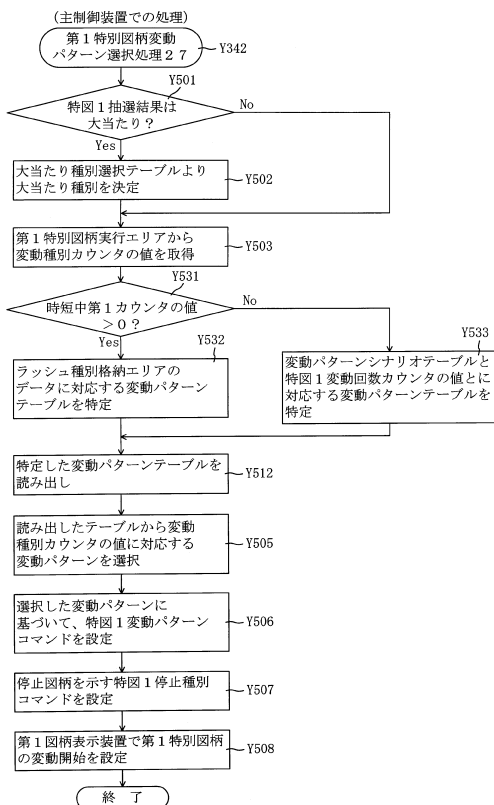 (主制御装置での処理)
第1特別図柄変動
パターン選択処理27
Y342
Y501
特図1抽選結果は
大当たり?
No
Yes
大当たり種別選択テーブルより
大当たり種別を決定
Y502
第1特別図柄実行エリアから
変動種別カウンタの値を取得
Y503
Y531
時短中第1カウンタの値
>0?
No
Yes
Y532
ラッシュ種別格納エリアの
データに対応する変動パターン
テーブルを特定
Y533
変動パターンシナリオテーブルと
特図1変動回数カウンタの値とに
対応する変動パターンテーブルを
特定
特定した変動パターンテーブルを
読み出し
Y512
読み出したテーブルから変動
種別カウンタの値に対応する
変動パターンを選択
Y505
選択した変動パターンに
基づいて、特図1変動パターン
コマンドを設定
Y506
停止図柄を示す特図1停止種別
コマンドを設定
Y507
第1図柄表示装置で第1特別図柄
の変動開始を設定
Y508
終 了